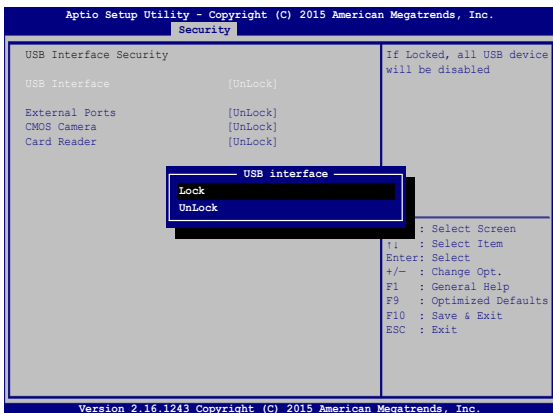 Aptio Setup Utility - Copyright (C) 2015 American Megatrends, Inc.
Security
USB Interface Security
USB Interface [UnLock]
External Ports [UnLock]
CMOS Camera [UnLock]
Card Reader [UnLock]
If Locked, all USB device
will be disabled
USB interface
Lock
UnLock
: Select Screen
↑↓ : Select Item
Enter: Select
+/— : Change Opt.
F1 : General Help
F9 : Optimized Defaults
F10 : Save & Exit
ESC : Exit
Version 2.16.1243 Copyright (C) 2015 American Megatrends, Inc.